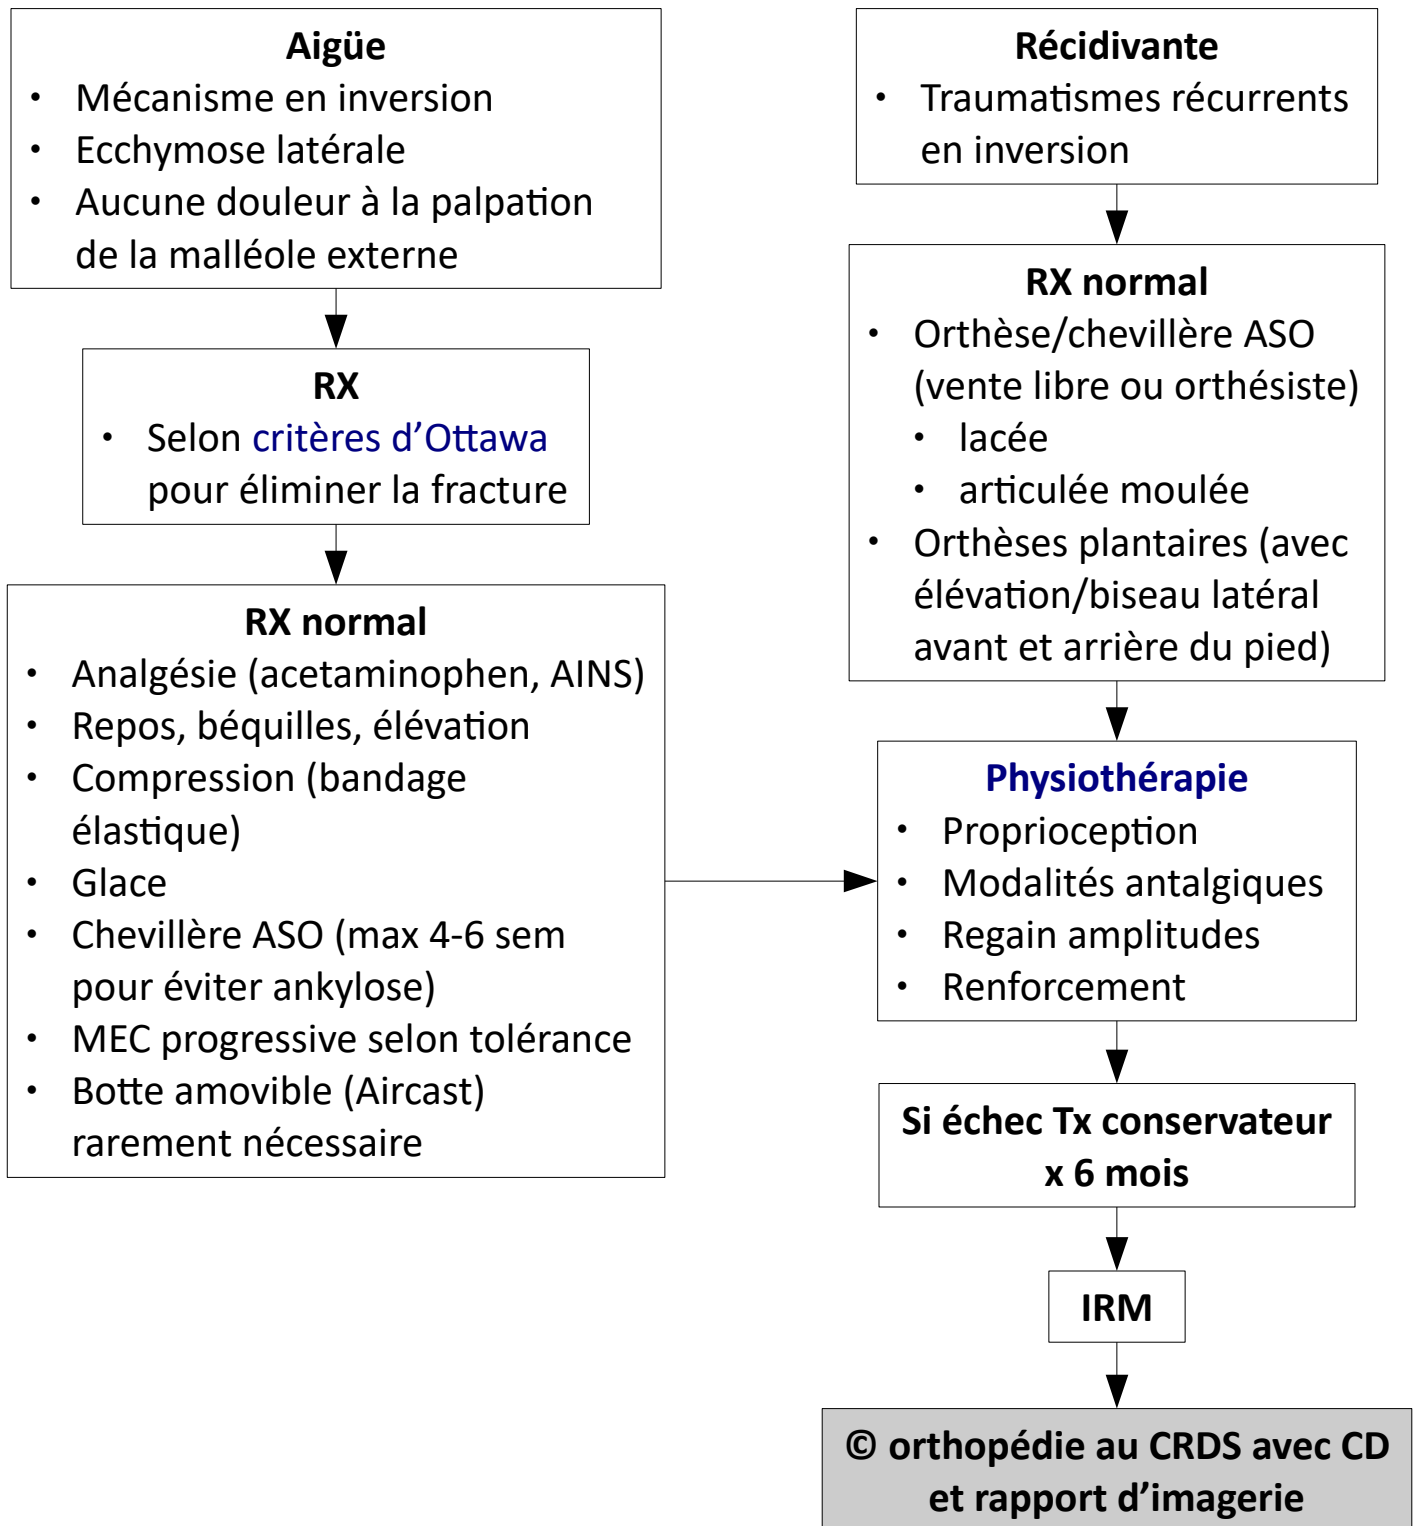 Aigüe
• Mécanisme en inversion
• Ecchymose latérale
• Aucune douleur à la palpation
de la malléole externe
RX
• Selon critères d’Ottawa
pour éliminer la fracture
RX normal
• Analgésie (acetaminophen, AINS)
• Repos, béquilles, élévation
• Compression (bandage
élastique)
• Glace
• Chevillère ASO (max 4-6 sem
pour éviter ankylose)
• MEC progressive selon tolérance
• Botte amovible (Aircast)
rarement nécessaire
Récidivante
• Traumatismes récurrents
en inversion
RX normal
• Orthèse/chevillère ASO
(vente libre ou orthésiste)
• lacée
• articulée moulée
• Orthèses plantaires (avec
élévation/biseau latéral
avant et arrière du pied)
Physiothérapie
• Proprioception
• Modalités antalgiques
• Regain amplitudes
• Renforcement
Si échec Tx conservateur
x 6 mois
IRM
© orthopédie au CRDS avec CD
et rapport d’imagerie